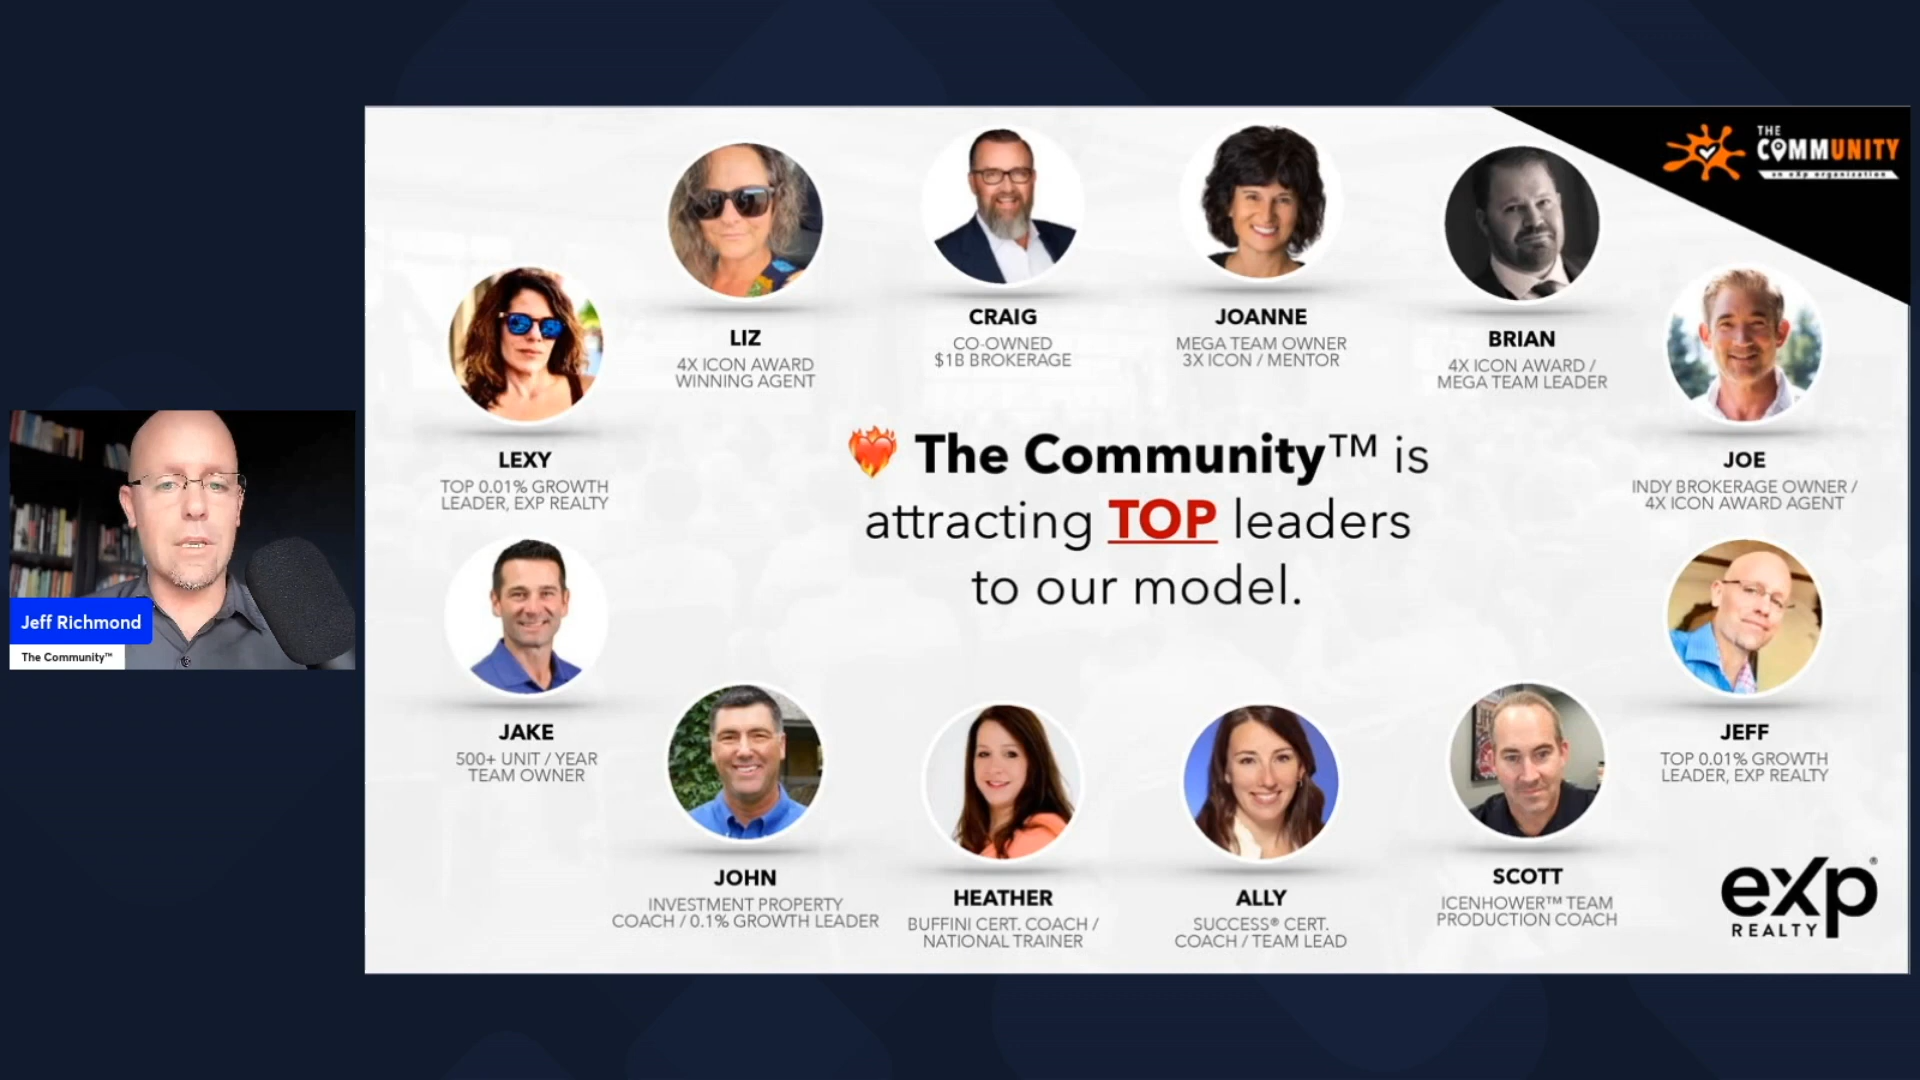 THE
COMMUNITY
an eXp organization
LIZ
4X ICON AWARD
WINNING AGENT
CRAIG
CO-OWNED
$1B BROKERAGE
JOANNE
MEGA TEAM OWNER
3X ICON / MENTOR
BRIAN
4X ICON AWARD /
MEGA TEAM LEADER
LEXY
TOP 0.01% GROWTH
LEADER, EXP REALTY
JOE
INDY BROKERAGE OWNER /
4X ICON AWARD AGENT
The Community™ is
attracting TOP leaders
to our model.
Jeff Richmond
The Community™
JAKE
500+ UNIT / YEAR
TEAM OWNER
JEFF
TOP 0.01% GROWTH
LEADER, EXP REALTY
JOHN
INVESTMENT PROPERTY
COACH / 0.1% GROWTH LEADER
HEATHER
BUFFINI CERT. COACH /
NATIONAL TRAINER
ALLY
SUCCESS® CERT.
COACH / TEAM LEAD
SCOTT
ICENHOWER™ TEAM
PRODUCTION COACH
eXp®
REALTY